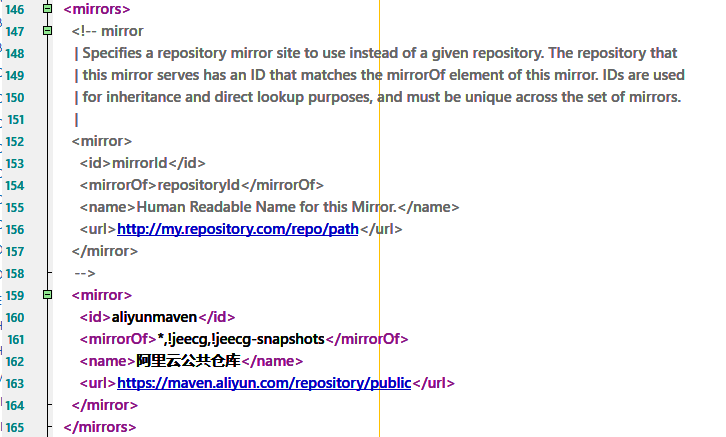 146 <mirrors>
147 <!-- mirror
148 | Specifies a repository mirror site to use instead of a given repository. The repository that
149 | this mirror serves has an ID that matches the mirrorOf element of this mirror. IDs are used
150 | for inheritance and direct lookup purposes, and must be unique across the set of mirrors.
151 |
152 <mirror>
153 <id>mirrorId</id>
154 <mirrorOf>repositoryId</mirrorOf>
155 <name>Human Readable Name for this Mirror.</name>
156 <url>http://my.repository.com/repo/path</url>
157 </mirror>
158 -->
159 <mirror>
160 <id>aliyunmaven</id>
161 <mirrorOf>*,!jeecg,!jeecg-snapshots</mirrorOf>
162 <name>阿里云公共仓库</name>
163 <url>https://maven.aliyun.com/repository/public</url>
164 </mirror>
165 </mirrors>